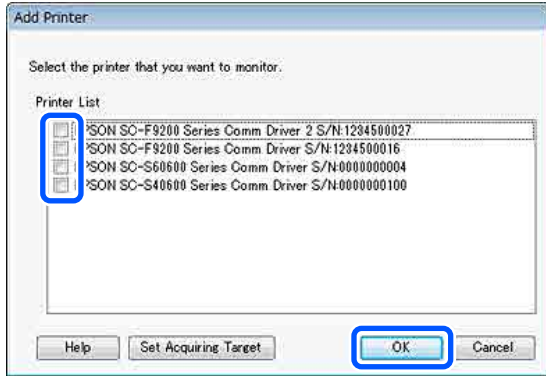 Add Printer
Select the printer that you want to monitor.
Printer List
PSON SC-F9200 Series Comm Driver 2 S/N:1234500027
PSON SC-F9200 Series Comm Driver S/N:1234500016
PSON SC-S60600 Series Comm Driver S/N:0000000004
PSON SC-S40600 Series Comm Driver S/N:0000000100
Help Set Acquiring Target OK Cancel